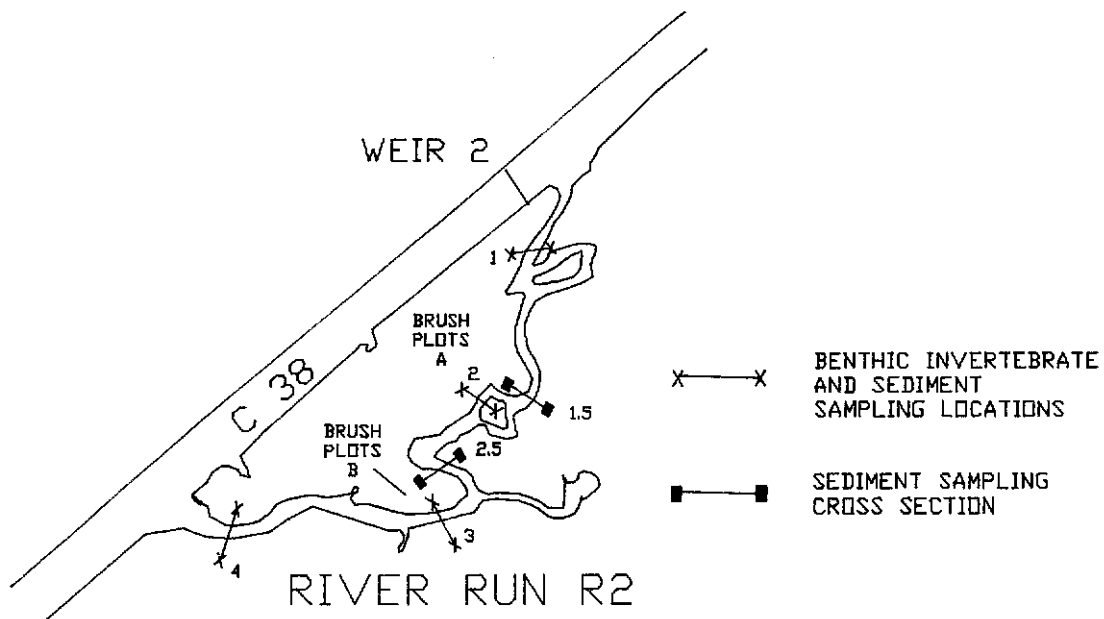 WEIR 2
1
BRUSH
PLOTS
A
C 38
2
1.5
BRUSH
PLOTS
B
2.5
3
4
RIVER RUN R2
BENTHIC INVERTEBRATE
AND SEDIMENT
SAMPLING LOCATIONS
SEDIMENT SAMPLING
CROSS SECTION